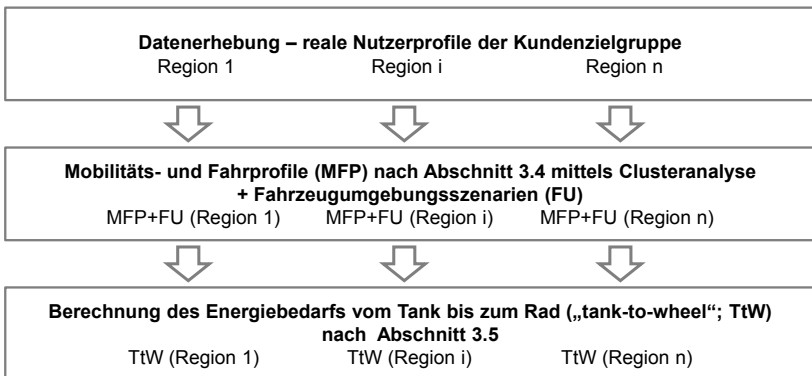 Datenerhebung – reale Nutzerprofile der Kundenzielgruppe
Region 1 Region i Region n
Mobilitäts- und Fahrprofile (MFP) nach Abschnitt 3.4 mittels Clusteranalyse
+ Fahrzeugumgebungsszenarien (FU)
MFP+FU (Region 1) MFP+FU (Region i) MFP+FU (Region n)
Berechnung des Energiebedarfs vom Tank bis zum Rad („tank-to-wheel“; TtW)
nach Abschnitt 3.5
TtW (Region 1) TtW (Region i) TtW (Region n)